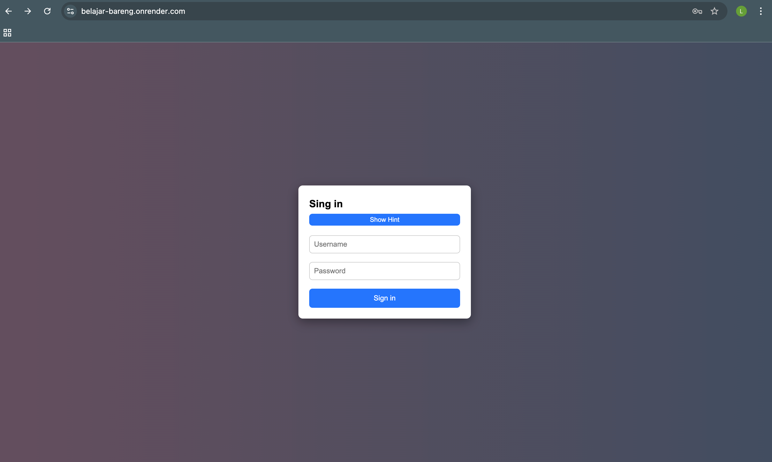 belajar-bareng.onrender.com
L
Sing in
Show Hint
Username
Password
Sign in